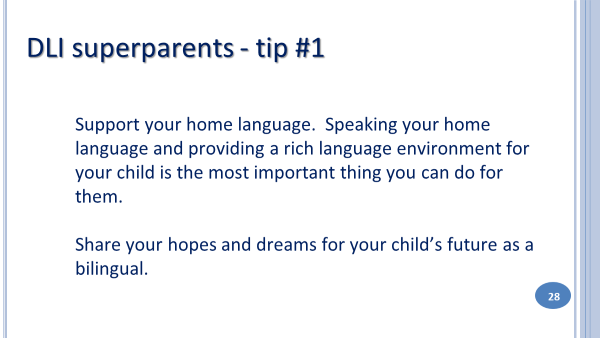 DLI superparents - tip #1
Support your home language.  Speaking your home
language and providing a rich language environment for
your child is the most important thing you can do for
them.
Share your hopes and dreams for your child’s future as a
bilingual.
28